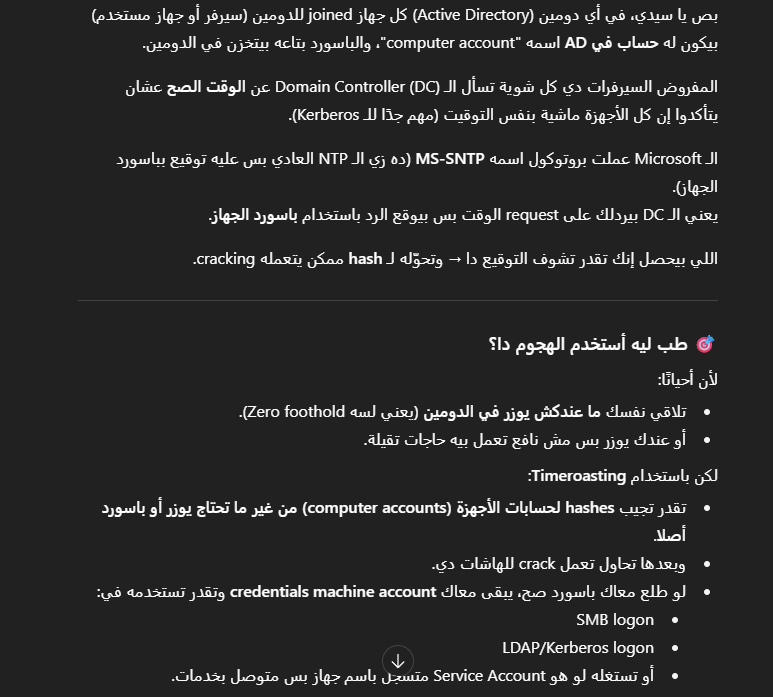 بص يا سيدي، في أي دومين (Active Directory) كل جهاز joined للدومين (سيرفر أو جهاز مستخدم)
بيكون له حساب في AD اسمه "computer account"، والباسورد بتاعه بيتخزن في الدومين.
المفروض السيرفرات دي كل شوية تسأل الـ Domain Controller (DC) عن الوقت الصح عشان
يتأكدوا إن كل الأجهزة ماشية بنفس التوقيت (مهم جدًا للـ Kerberos).
الـ Microsoft عملت بروتوكول اسمه MS-SNTP (ده زي الـ NTP العادي بس عليه توقيع بباسورد
الجهاز).
يعني الـ DC بيردلك على request الوقت بس بيوقع الرد باستخدام باسورد الجهاز.
اللي بيحصل إنك تقدر تشوف التوقيع دا → وتحوّله لـ hash ممكن يتعمله cracking.
🎯 طب ليه أستخدم الهجوم دا؟
لأن أحيانًا:
• تلاقي نفسك ما عندكش يوزر في الدومين (يعني لسه Zero foothold).
• أو عندك يوزر بس مش نافع تعمل بيه حاجات تقيلة.
لكن باستخدام Timeroasting:
• تقدر تجيب hashes لحسابات الأجهزة (computer accounts) من غير ما تحتاج يوزر أو باسورد
أصلا.
• وبعدها تحاول تعمل crack للهاشات دي.
• لو طلع معاك باسورد صح، يبقى معاك credentials machine account وتقدر تستخدمه في:
• SMB logon
• LDAP/Kerberos logon
• أو تستغله لو هو Service Account متسجل باسم جهاز بس متوصل بخدمات.